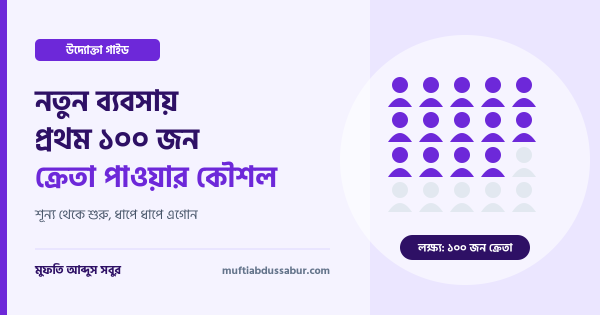 উদ্যোক্তা গাইড
নতুন ব্যবসায়
প্রথম ১০০ জন
ক্রেতা পাওয়ার কৌশল
শূন্য থেকে শুরু, ধাপে ধাপে এগোন
মুফতি আব্দুস সবুর
muftiabdussabur.com
লক্ষ্য: ১০০ জন ক্রেতা